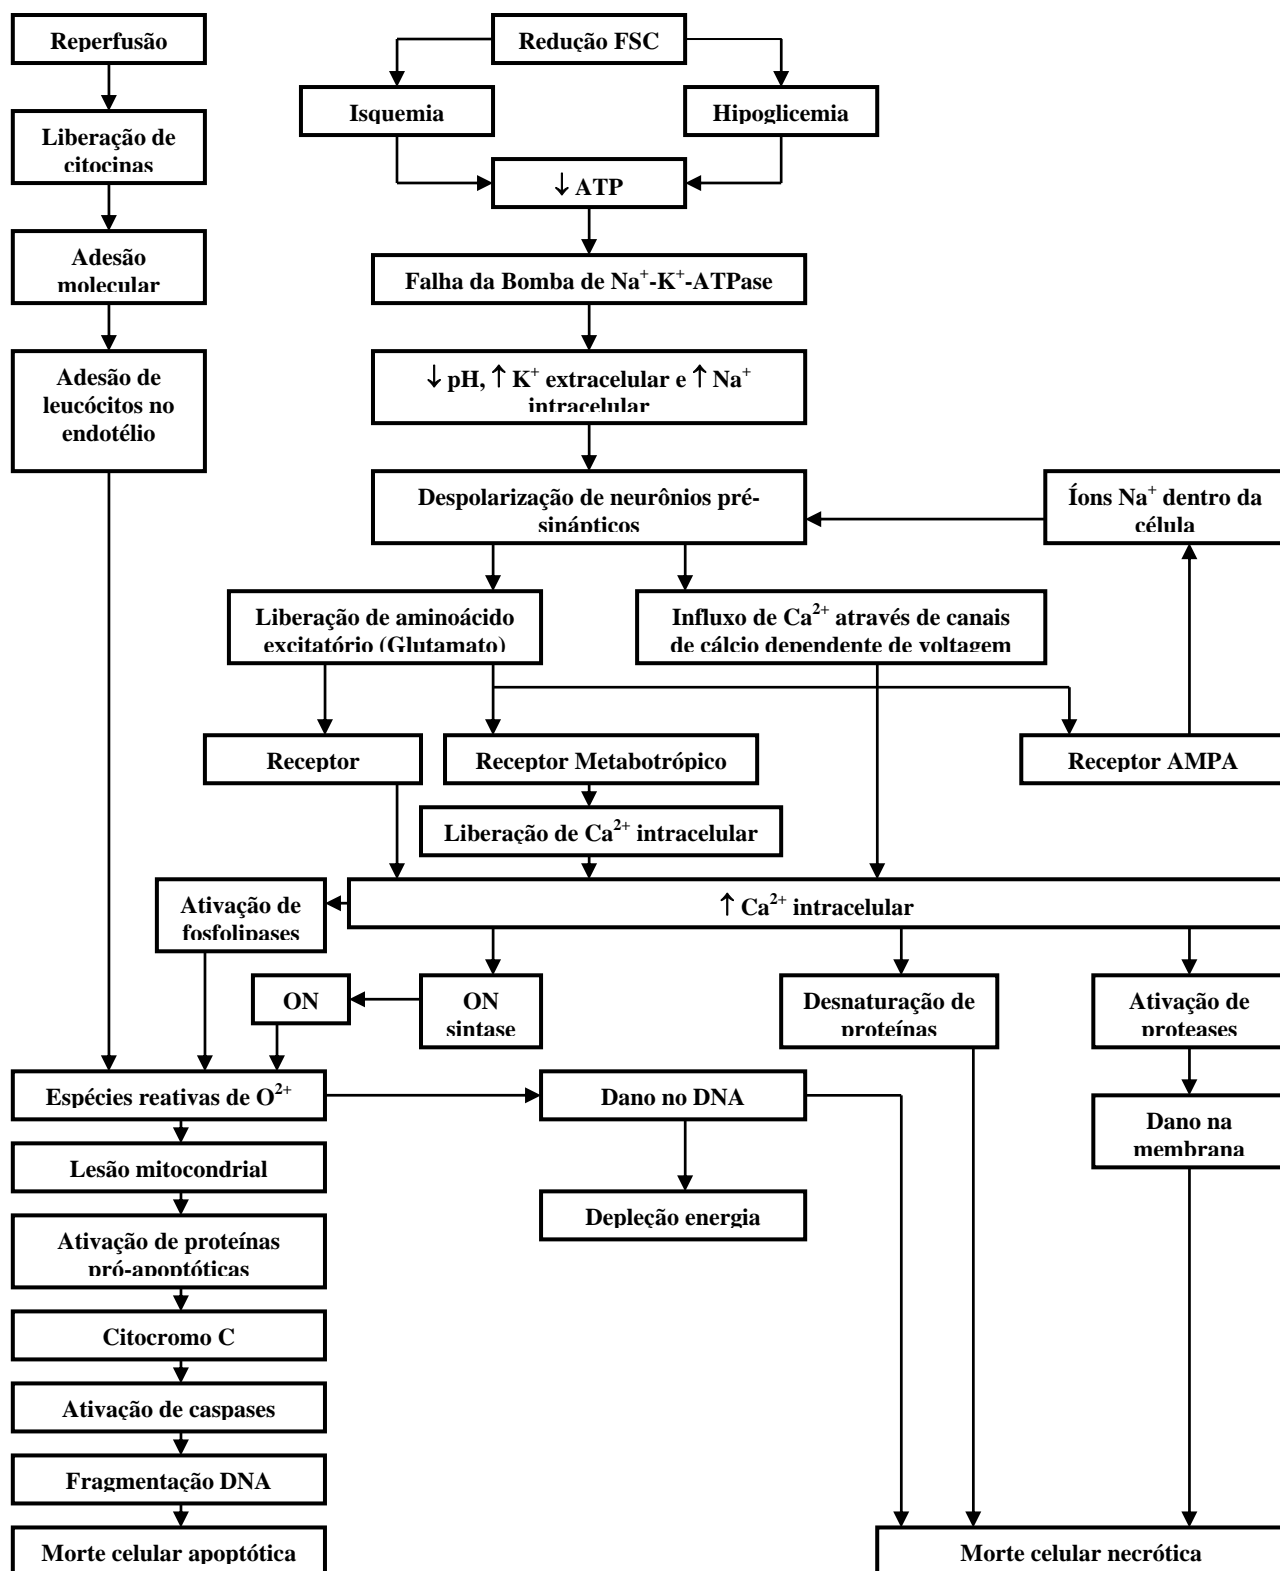 Reperfusão
Redução FSC
Isquemia
Hipoglicemia
Liberação de
citocinas
↓ ATP
Adesão
molecular
Falha da Bomba de Na⁺-K⁺-ATPase
Adesão de
leucócitos no
endotélio
↓ pH, ↑ K⁺ extracelular e ↑ Na⁺
intracelular
Despolarização de neurônios pré-
sinápticos
Íons Na⁺ dentro da
célula
Liberação de aminoácido
excitatório (Glutamato)
Influxo de Ca²⁺ através de canais
de cálcio dependente de voltagem
Receptor
Receptor Metabotrópico
Receptor AMPA
Liberação de Ca²⁺ intracelular
Ativação de
fosfolipases
↑ Ca²⁺ intracelular
ON
ON
sintase
Desnaturação de
proteínas
Ativação de
proteases
Espécies reativas de O²⁺
Dano no DNA
Dano na
membrana
Lesão mitocondrial
Depleção energia
Ativação de proteínas
pró-apoptóticas
Citocromo C
Ativação de caspases
Fragmentação DNA
Morte celular apoptótica
Morte celular necrótica